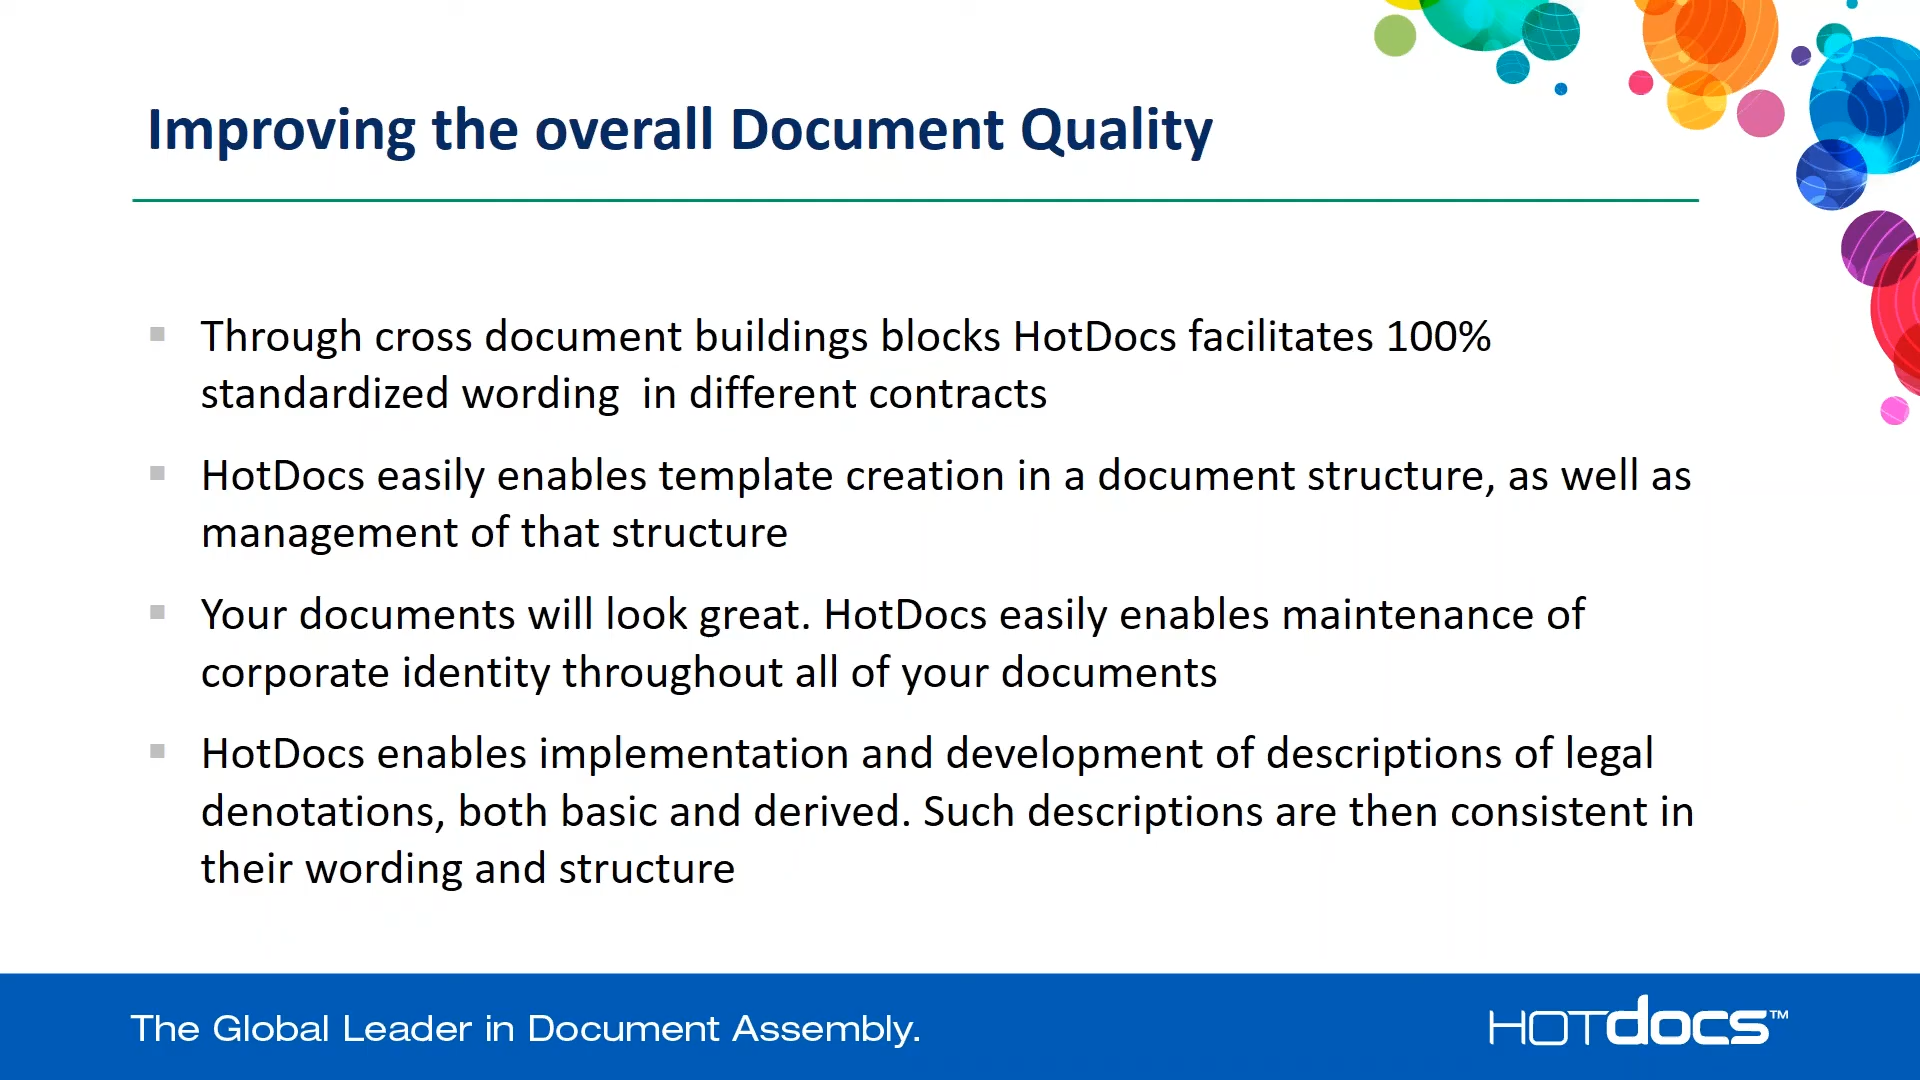 Improving the overall Document Quality
Through cross document buildings blocks HotDocs facilitates 100%
standardized wording  in different contracts
HotDocs easily enables template creation in a document structure, as well as
management of that structure
Your documents will look great. HotDocs easily enables maintenance of
corporate identity throughout all of your documents
HotDocs enables implementation and development of descriptions of legal
denotations, both basic and derived. Such descriptions are then consistent in
their wording and structure
The Global Leader in Document Assembly.
HOTdocs™